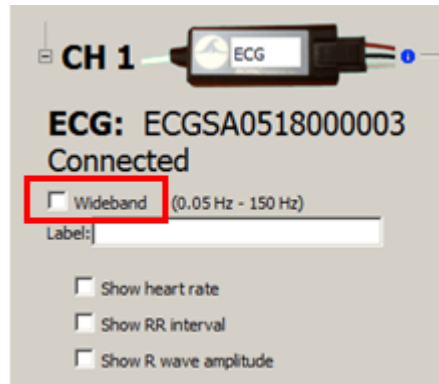 CH 1
ECG
ECG: ECGSA0518000003
Connected
Wideband (0.05 Hz - 150 Hz)
Label:
Show heart rate
Show RR interval
Show R wave amplitude